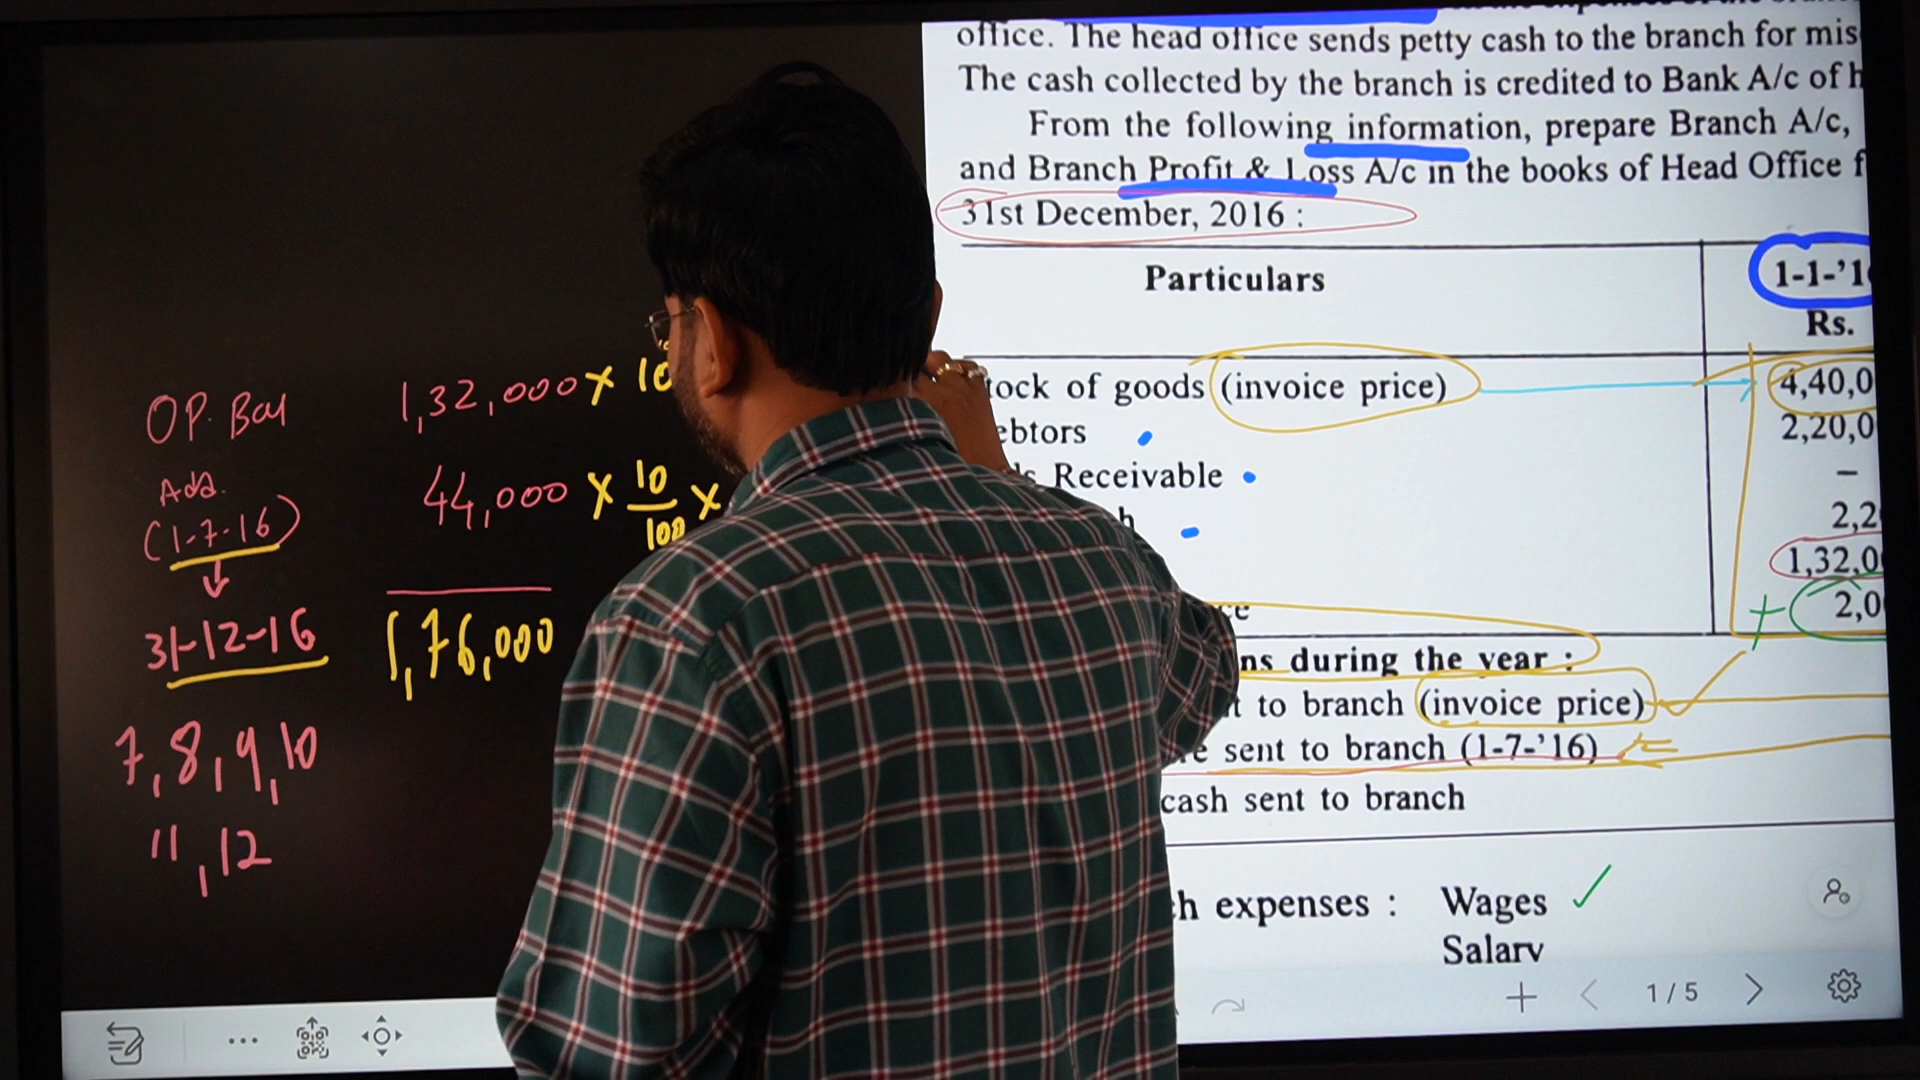 office. The head office sends petty cash to the branch for mis
The cash collected by the branch is credited to Bank A/c of h
From the following information, prepare Branch A/c,
and Branch Profit & Loss A/c in the books of Head Office f
31st December, 2016 :
Particulars
1-1-'1
Rs.
tock of goods (invoice price)
4,40,0
ebtors
2,20,0
Receivable
–
h
2,2
1,32,0
ce
+ 2,0
ns during the year :
t to branch (invoice price)
re sent to branch (1-7-'16)
cash sent to branch
h expenses : Wages ✓
Salary
OP. Bal 1,32,000 × 10
Add. 44,000 × 10/100 ×
(1-7-16)
31-12-16 1,76,000
7, 8, 9, 10
11, 12
1 / 5